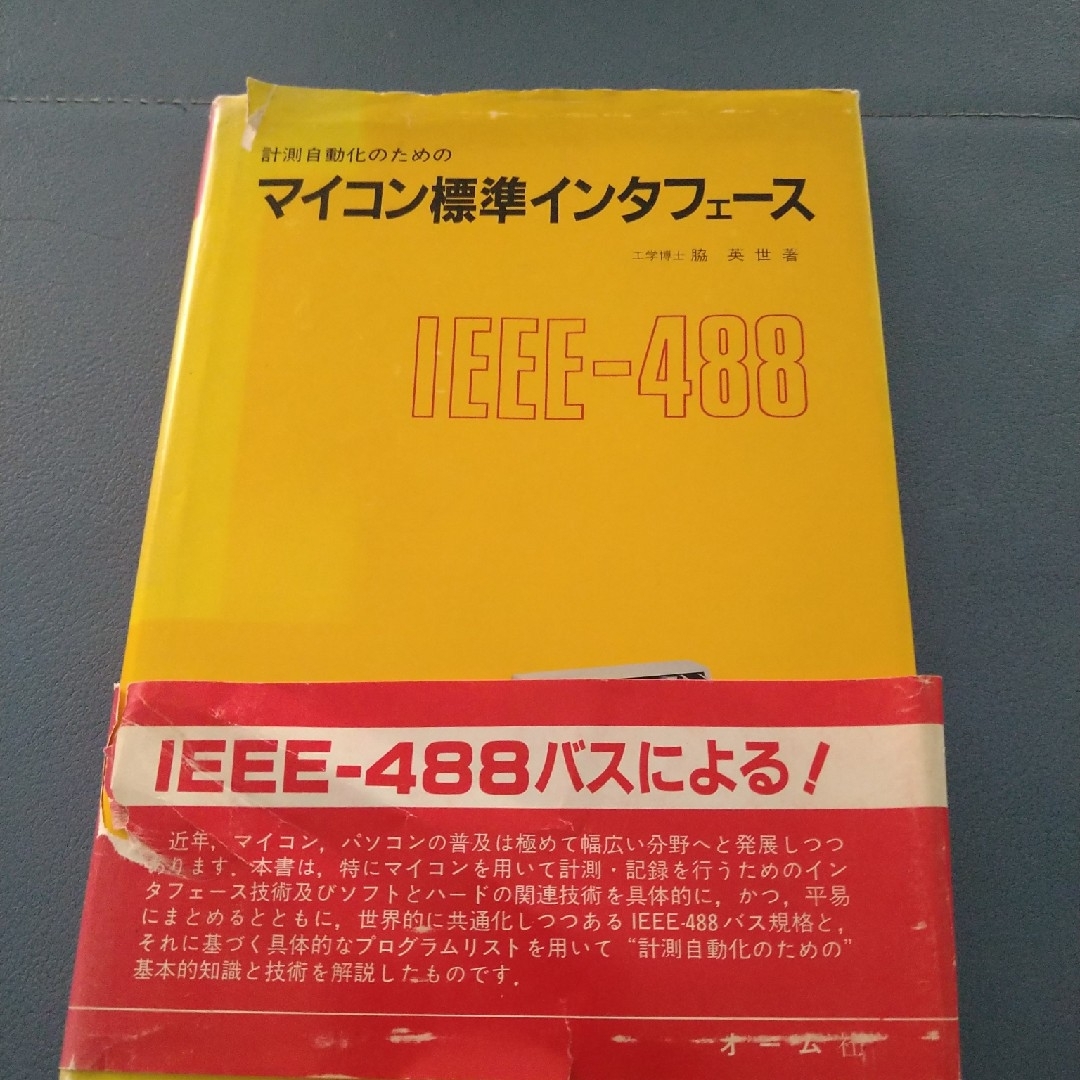 計測自動化のための
マイコン標準インタフェース
工学博士 脇 英世 著
IEEE-488
IEEE-488バスによる!
近年,マイコン,パソコンの普及は極めて幅広い分野へと発展しつつ
あります.本書は,特にマイコンを用いて計測・記録を行うためのイン
タフェース技術及びソフトとハードの関連技術を具体的に,かつ,平易
にまとめるとともに,世界的に共通化しつつあるIEEE-488バス規格と,
それに基づく具体的なプログラムリストを用いて“計測自動化のための”
基本的知識と技術を解説したものです.
オーム社